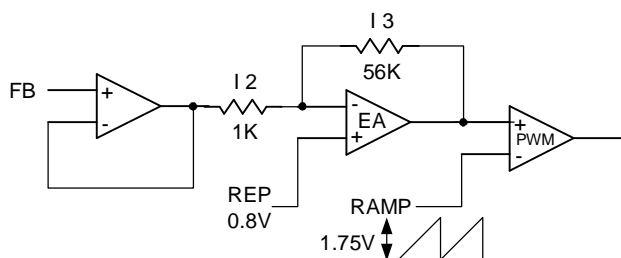 I 3
56K
I 2
1K
FB
+
-
-
EA
+
+
PWM
-
REP
0.8V
RAMP
1.75V